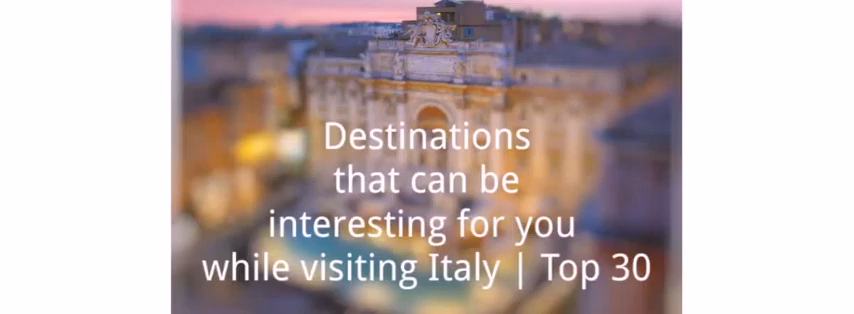 Destinations
that can be
interesting for you
while visiting Italy | Top 30